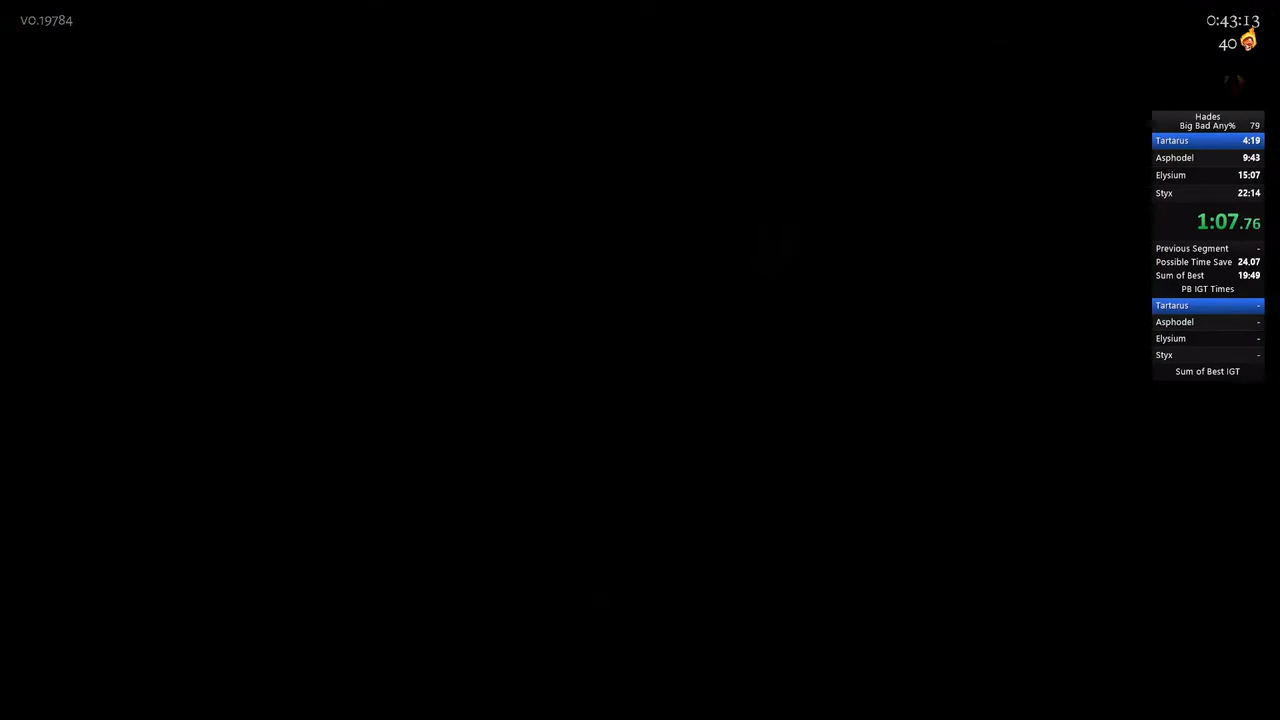 V0.19784
0:43:13
40
Hades
Big Bad Any% 79
Tartarus 4:19
Asphodel 9:43
Elysium 15:07
Styx 22:14
1:07.76
Previous Segment -
Possible Time Save 24.07
Sum of Best 19:49
PB IGT Times
Tartarus -
Asphodel -
Elysium -
Styx -
Sum of Best IGT